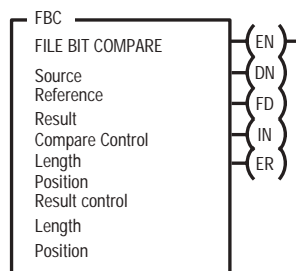 FBC
FILE BIT COMPARE
EN
DN
Source
Reference
FD
Result
Compare Control
IN
Length
ER
Position
Result control
Length
Position